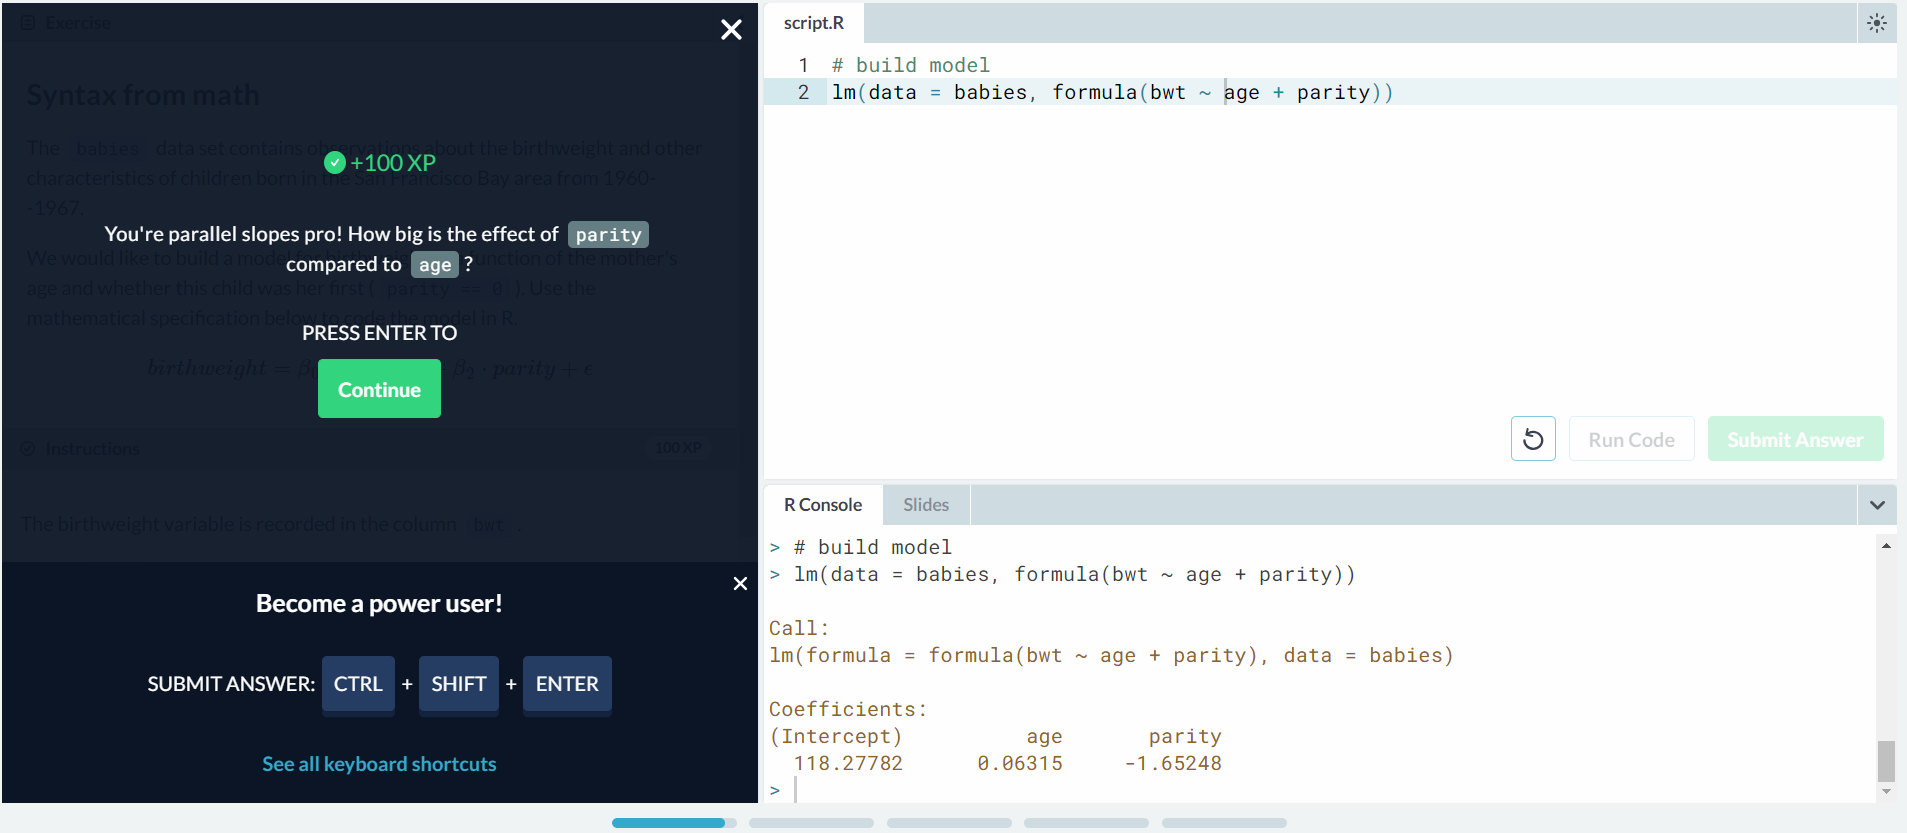 Exercise
Syntax from math
The babies data set contains observations about the birthweight and other
characteristics of children born in the San Francisco Bay area from 1960-
-1967.
+100 XP
You're parallel slopes pro! How big is the effect of parity
compared to age ?
We would like to build a model for function of the mother's
age and whether this child was her first ( parity == 0 ). Use the
mathematical specification below to code the model in R.
PRESS ENTER TO
birthweight = β β₂ · parity + ϵ
Continue
Instructions
100 XP
The birthweight variable is recorded in the column bwt .
Become a power user!
SUBMIT ANSWER: CTRL + SHIFT + ENTER
See all keyboard shortcuts
script.R
1 # build model
2 lm(data = babies, formula(bwt ~ age + parity))
Run Code
Submit Answer
R Console
Slides
> # build model
> lm(data = babies, formula(bwt ~ age + parity))
Call:
lm(formula = formula(bwt ~ age + parity), data = babies)
Coefficients:
(Intercept) age parity
118.27782 0.06315 -1.65248
>